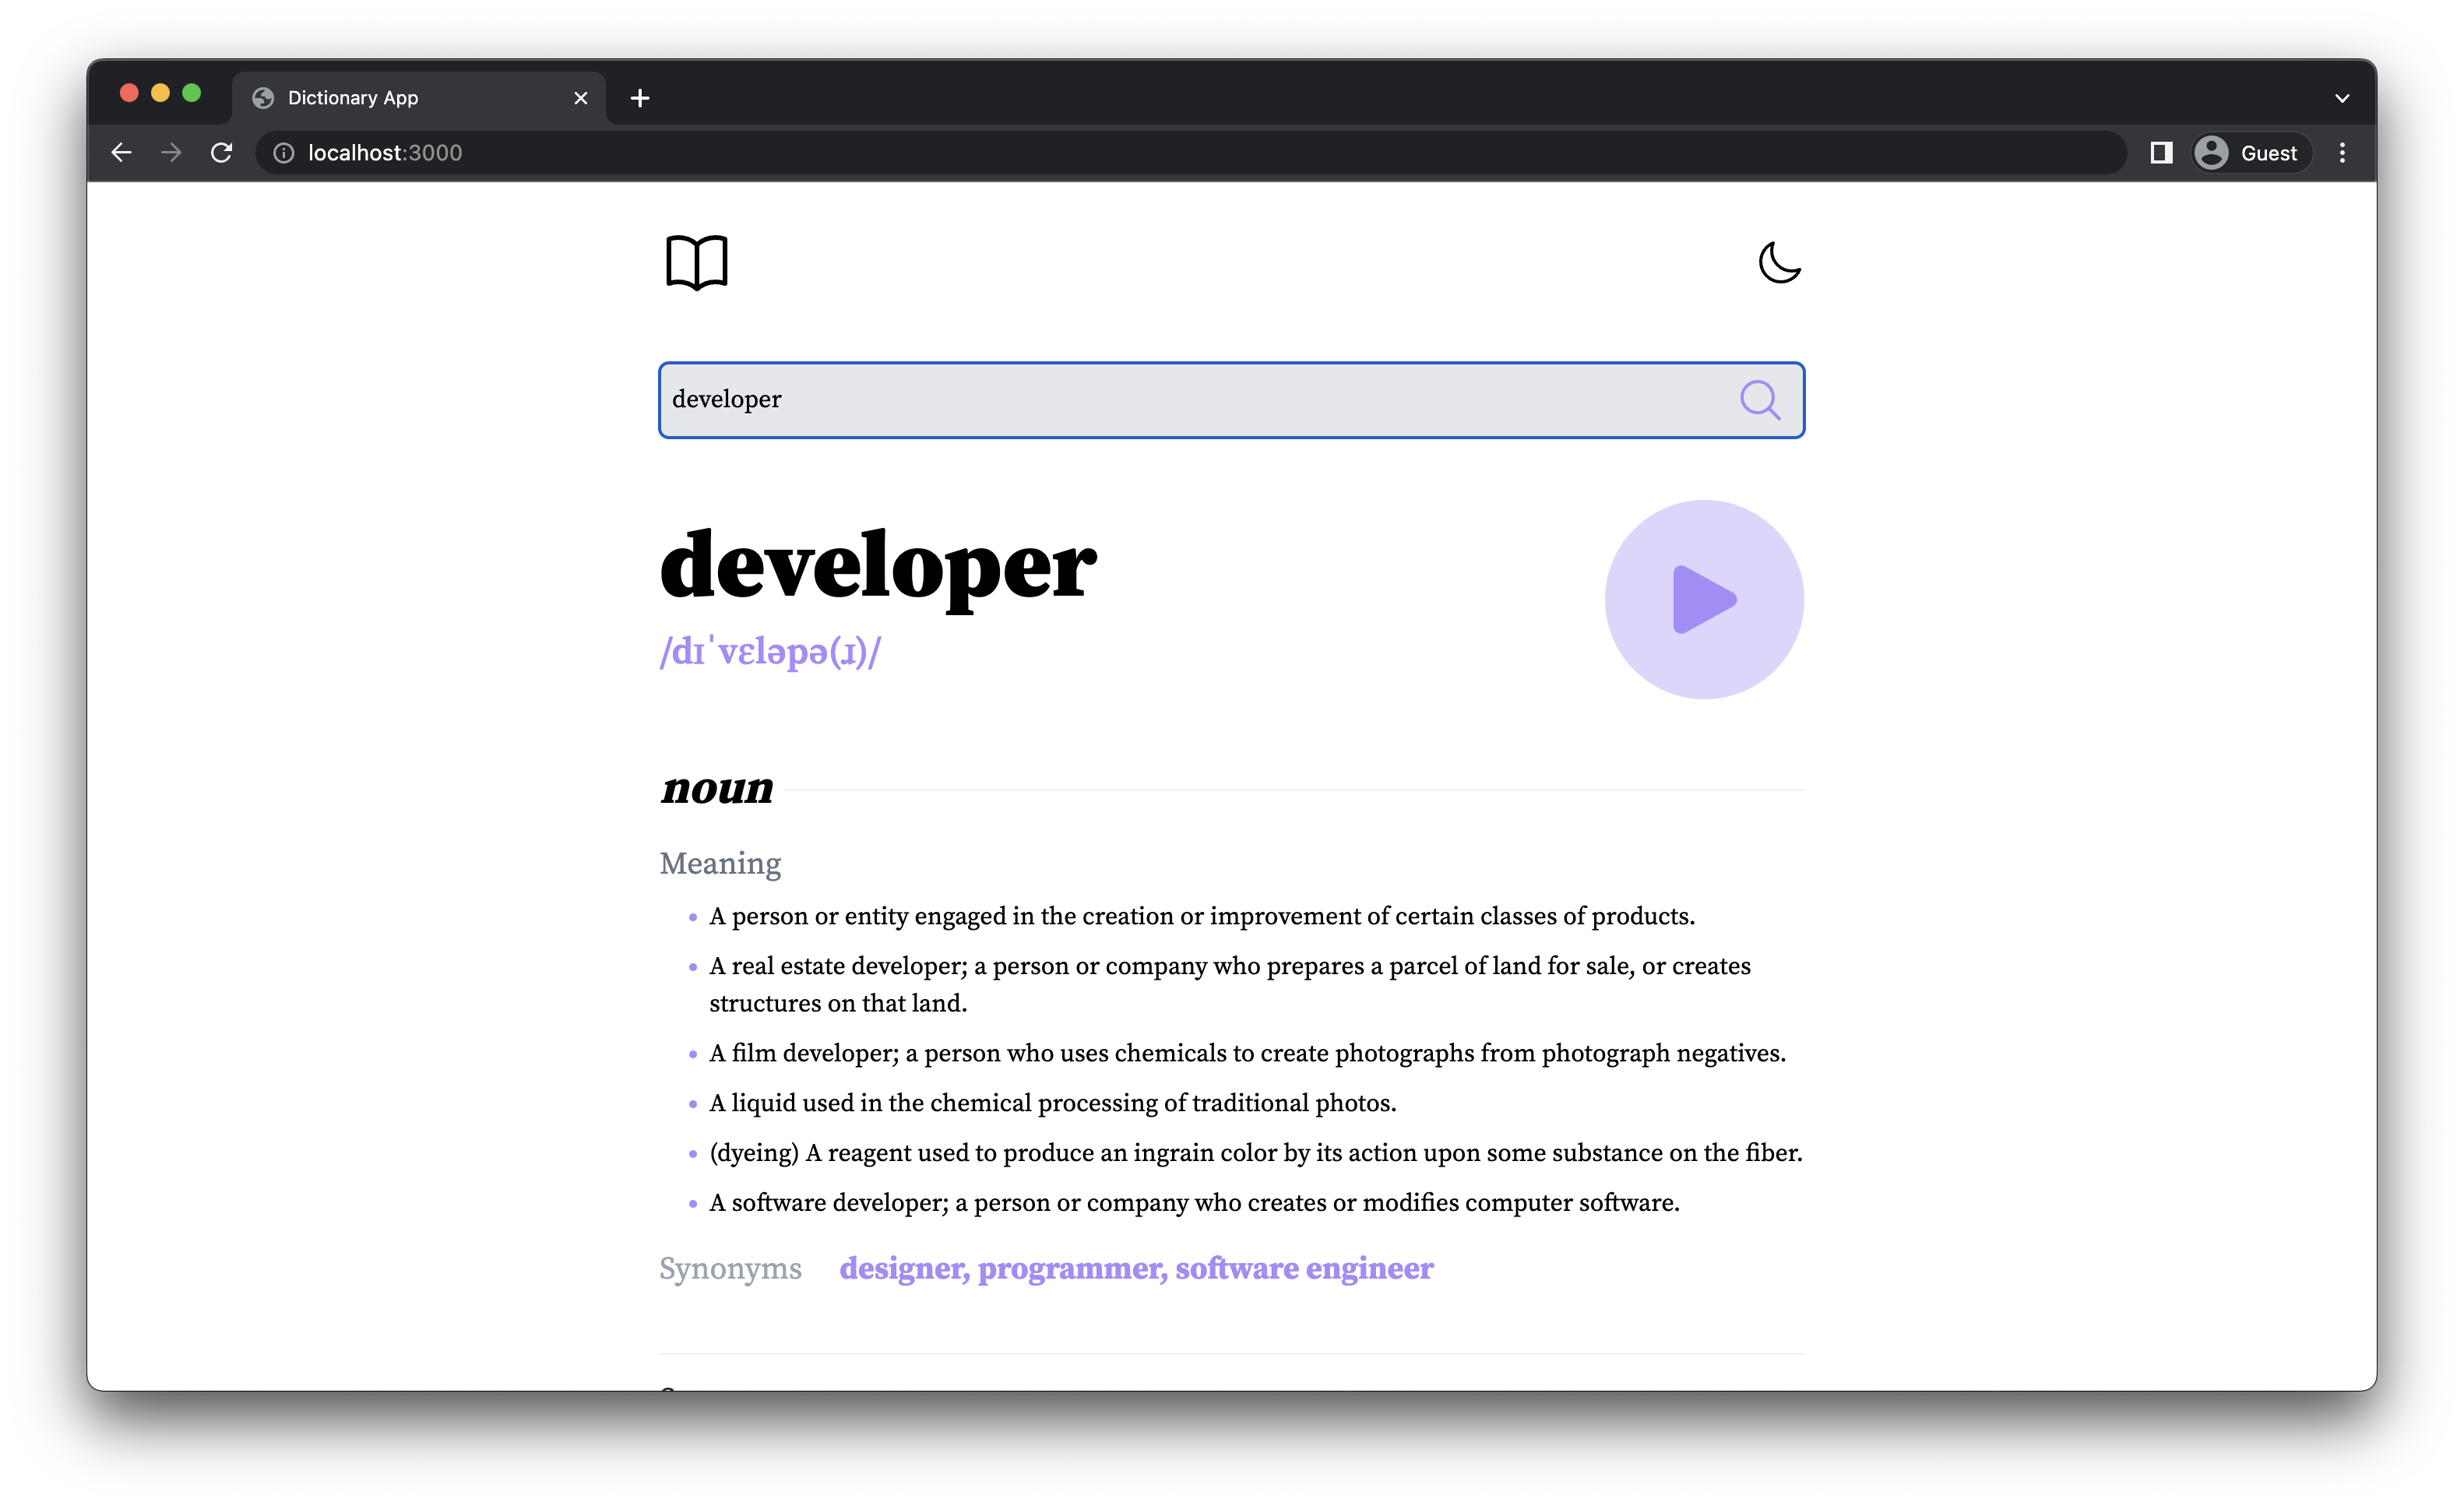 Dictionary App
localhost:3000
Guest
developer
developer
/dɪˈvɛləpə(ɹ)/
noun
Meaning
A person or entity engaged in the creation or improvement of certain classes of products.
A real estate developer; a person or company who prepares a parcel of land for sale, or creates
structures on that land.
A film developer; a person who uses chemicals to create photographs from photograph negatives.
A liquid used in the chemical processing of traditional photos.
(dyeing) A reagent used to produce an ingrain color by its action upon some substance on the fiber.
A software developer; a person or company who creates or modifies computer software.
Synonyms designer, programmer, software engineer